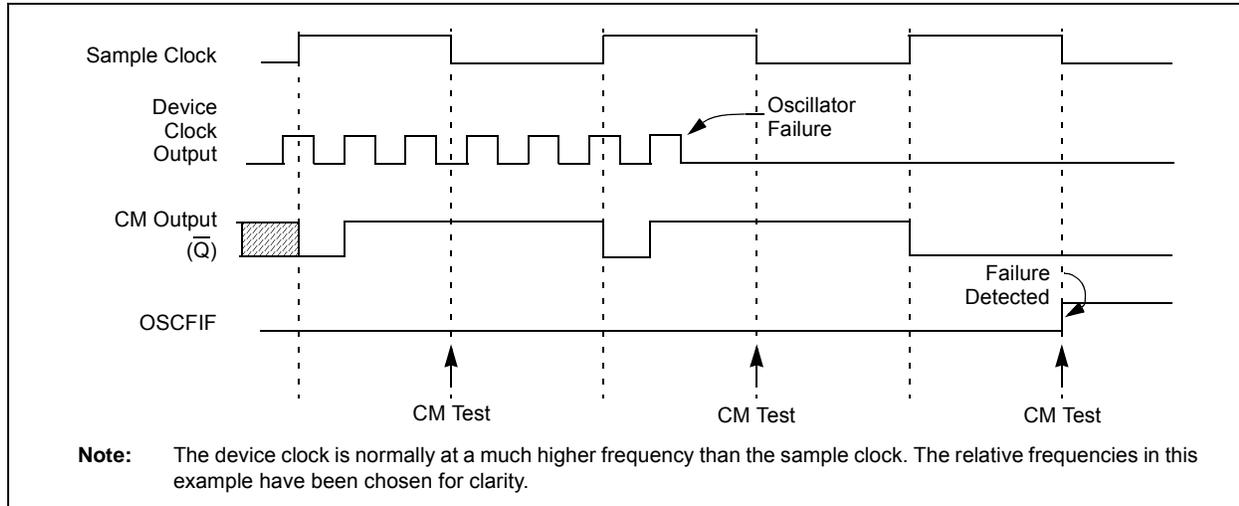 Sample Clock
Device
Clock
Output
Oscillator
Failure
CM Output
(Q̅)
Failure
Detected
OSCFIF
CM Test
CM Test
CM Test
Note: The device clock is normally at a much higher frequency than the sample clock. The relative frequencies in this
example have been chosen for clarity.